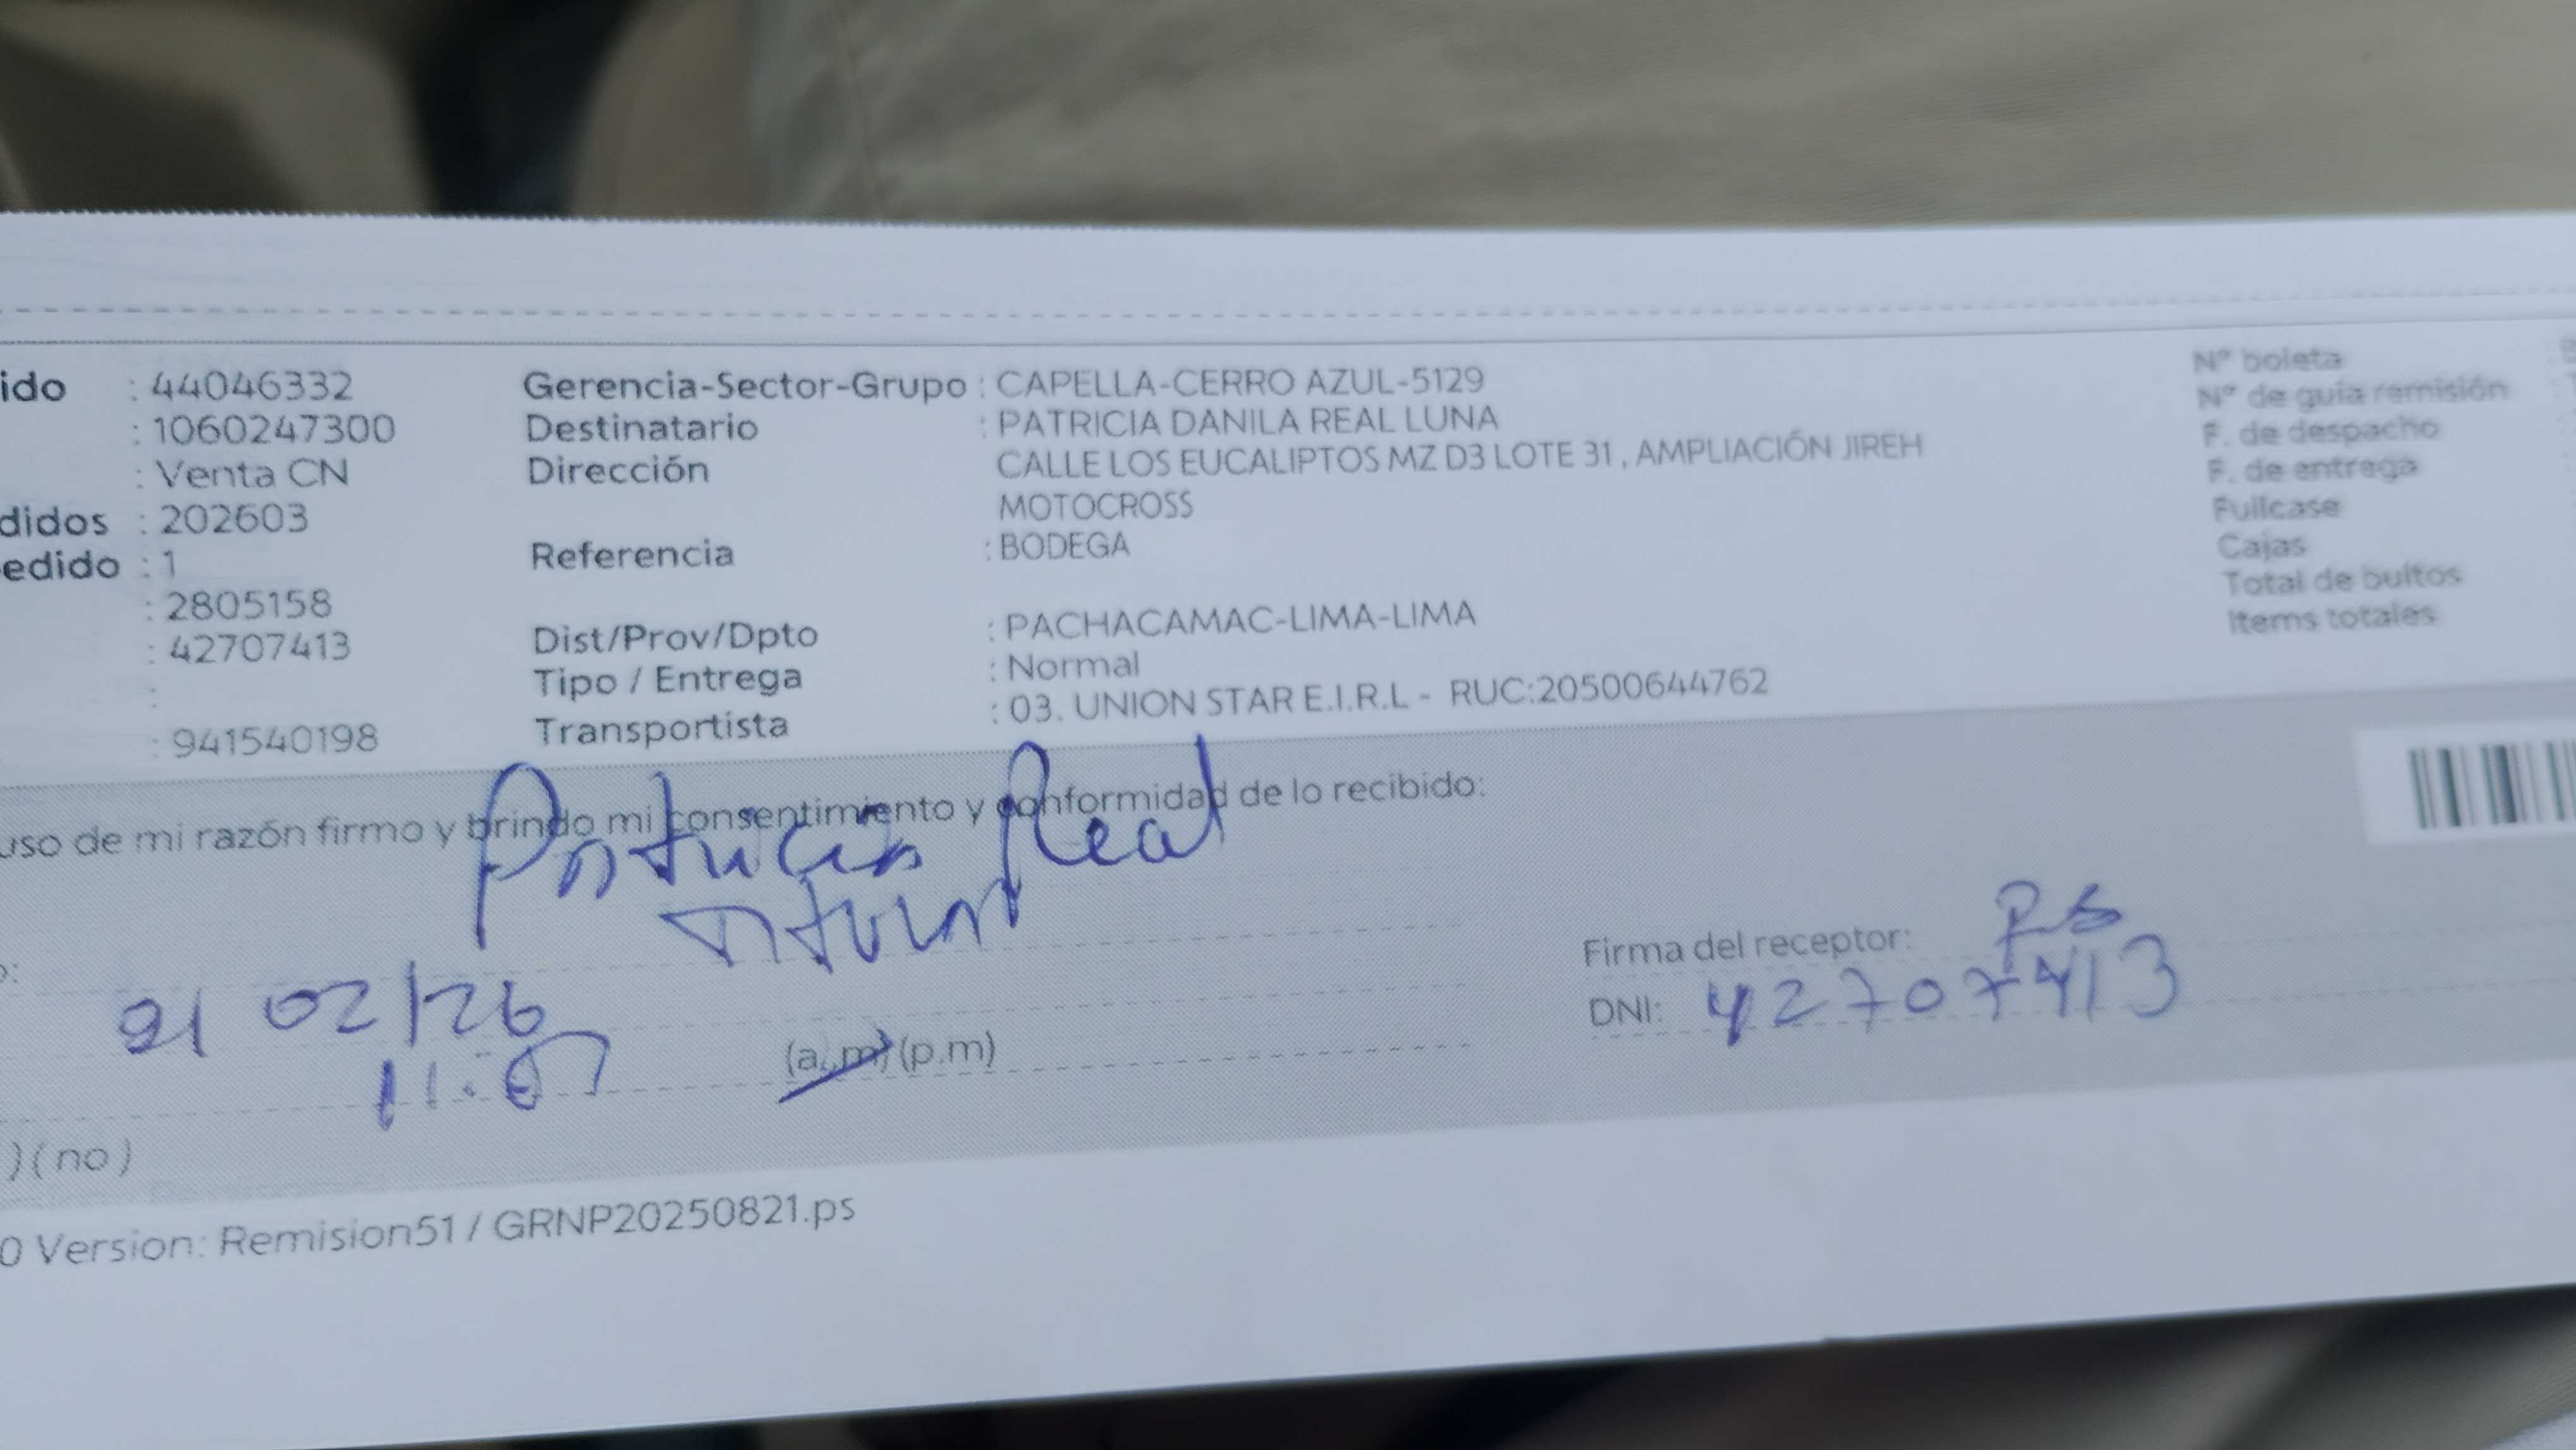 ido : 44046332 Gerencia-Sector-Grupo : CAPELLA-CERRO AZUL-5129 Nº boleta
: 1060247300 Destinatario : PATRICIA DANILA REAL LUNA Nº de guía remisión
: Venta CN Dirección CALLE LOS EUCALIPTOS MZ D3 LOTE 31 , AMPLIACIÓN JIREH F. de despacho
MOTOCROSS F. de entrega
didos : 202603 Fullcase
edido : 1 Referencia : BODEGA Cajas
: 2805158 Total de bultos
: 42707413 Dist/Prov/Dpto : PACHACAMAC-LIMA-LIMA Items totales
: Tipo / Entrega : Normal
: 941540198 Transportista : 03. UNION STAR E.I.R.L - RUC:20500644762
uso de mi razón firmo y brindo mi consentimiento y conformidad de lo recibido:
Patricia Real
o: Firma del receptor:
21 02/26 DNI: 42707413
(a.m) (p.m)
) ( no )
0 Version: Remision51 / GRNP20250821.ps